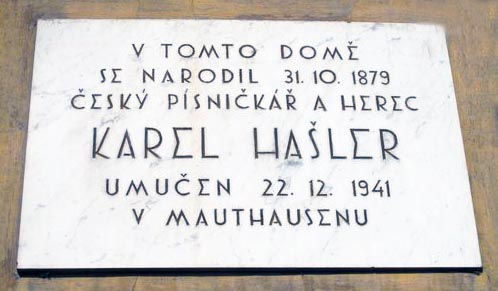 V TOMTO DOMĚ
SE NARODIL 31. 10. 1879
ČESKÝ PÍSNIČKÁŘ A HEREC
KAREL HAŠLER
UMUČEN 22. 12. 1941
V MAUTHAUSENU